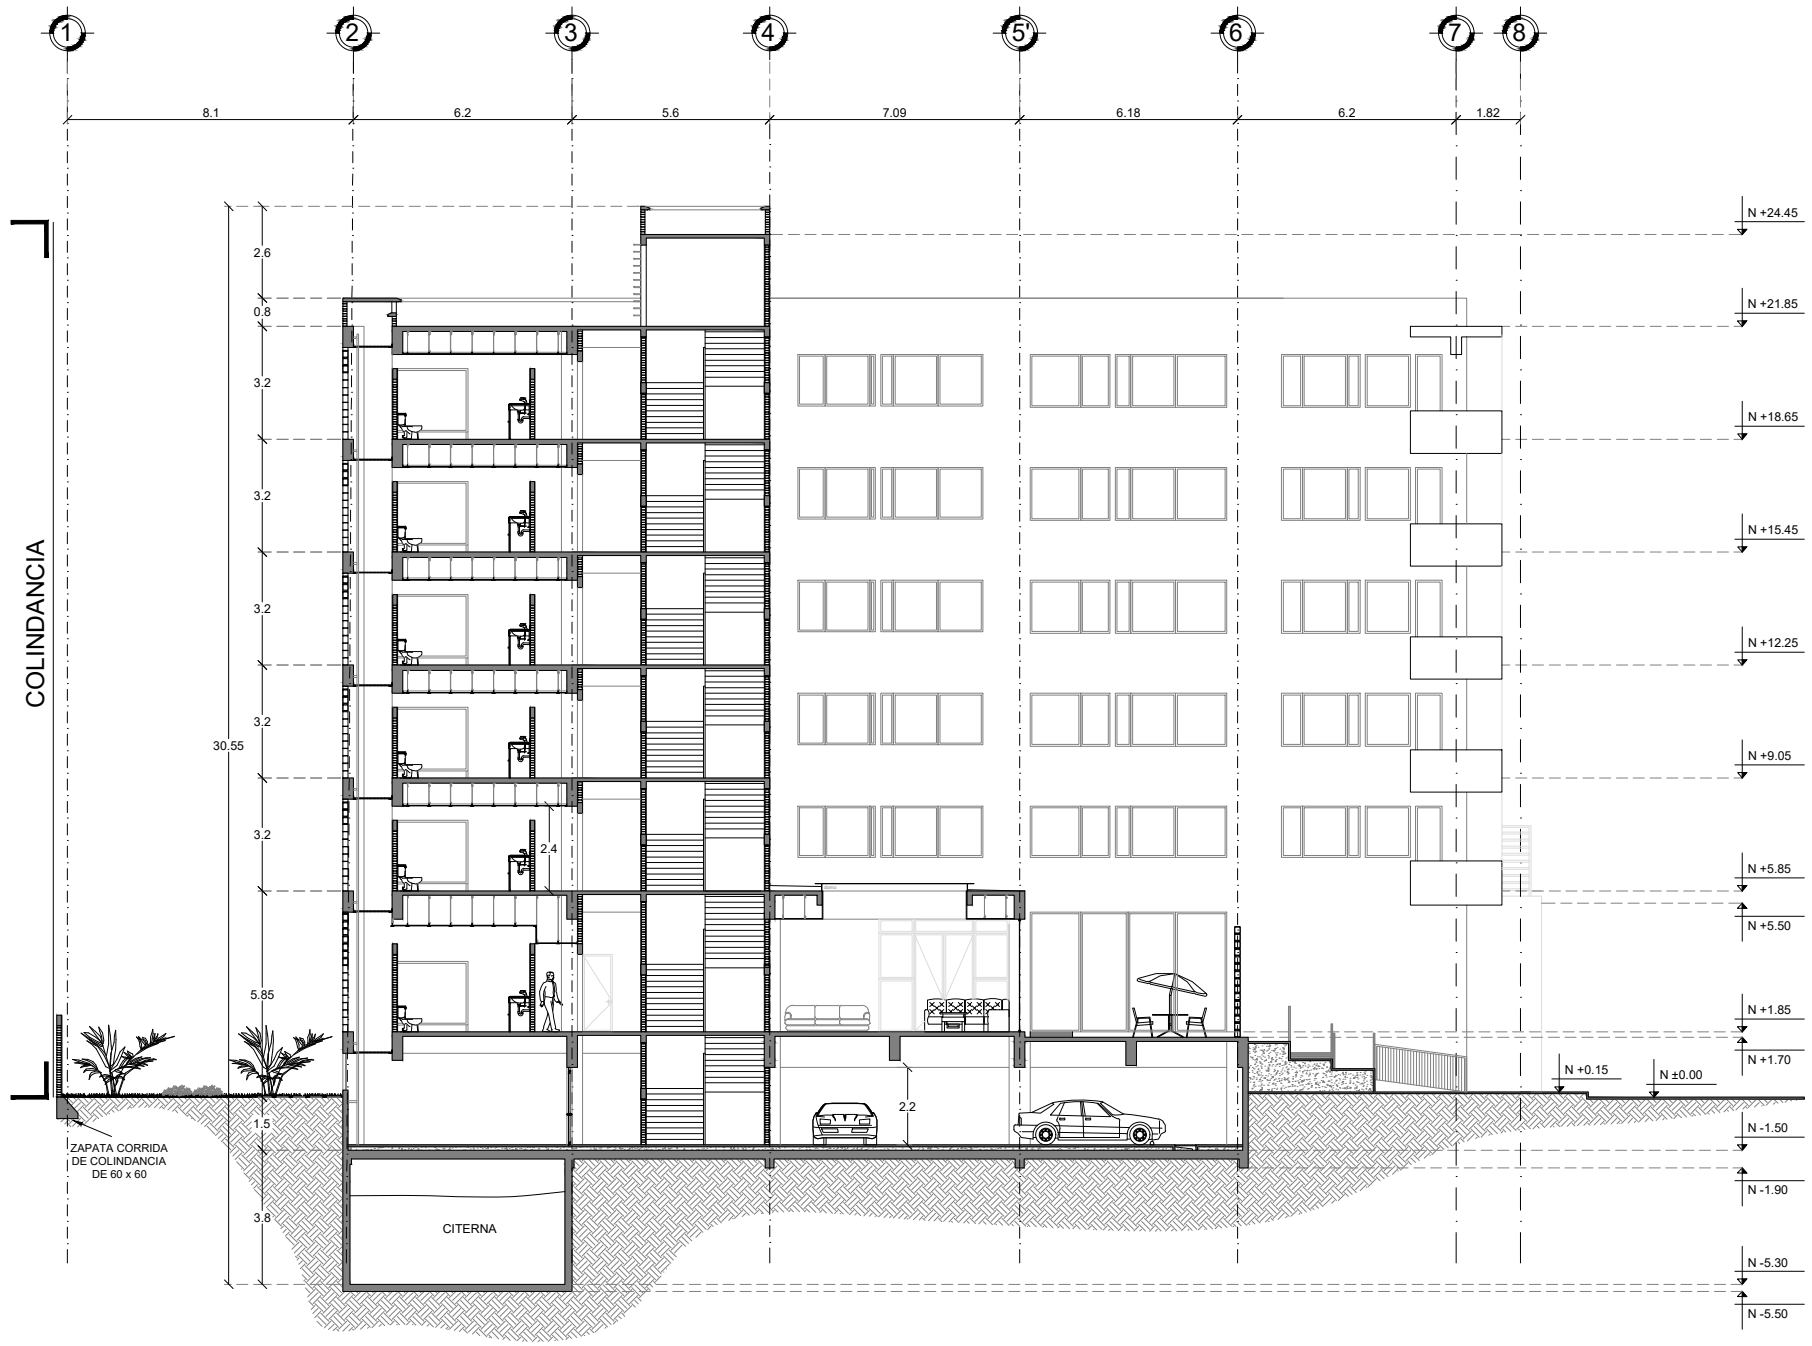 1 2 3 4 5' 6 7 8
8.1 6.2 5.6 7.09 6.18 6.2 1.82
N +24.45
2.6
N +21.85
0.8
3.2
N +18.65
3.2
N +15.45
3.2
N +12.25
3.2
N +9.05
30.55
3.2
2.4
N +5.85
N +5.50
5.85
N +1.85
N +1.70
N +0.15
N ±0.00
2.2
1.5
N -1.50
N -1.90
3.8
N -5.30
N -5.50
COLINDANCIA
ZAPATA CORRIDA
DE COLINDANCIA
DE 60 x 60
CITERNA